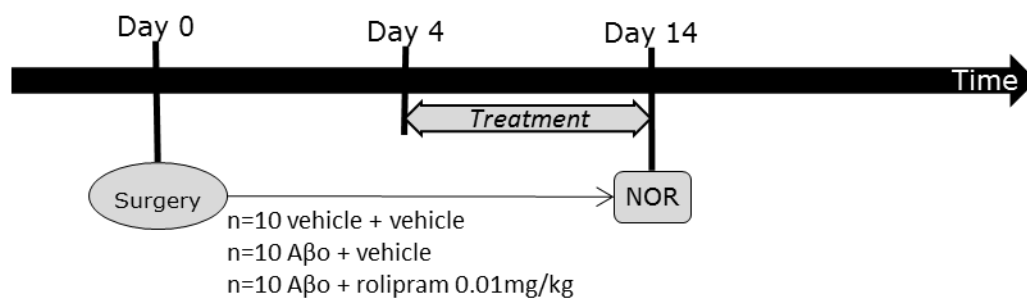 Day 0 Day 4 Day 14
Time
Treatment
Surgery
NOR
n=10 vehicle + vehicle
n=10 Aβo + vehicle
n=10 Aβo + rolipram 0.01mg/kg